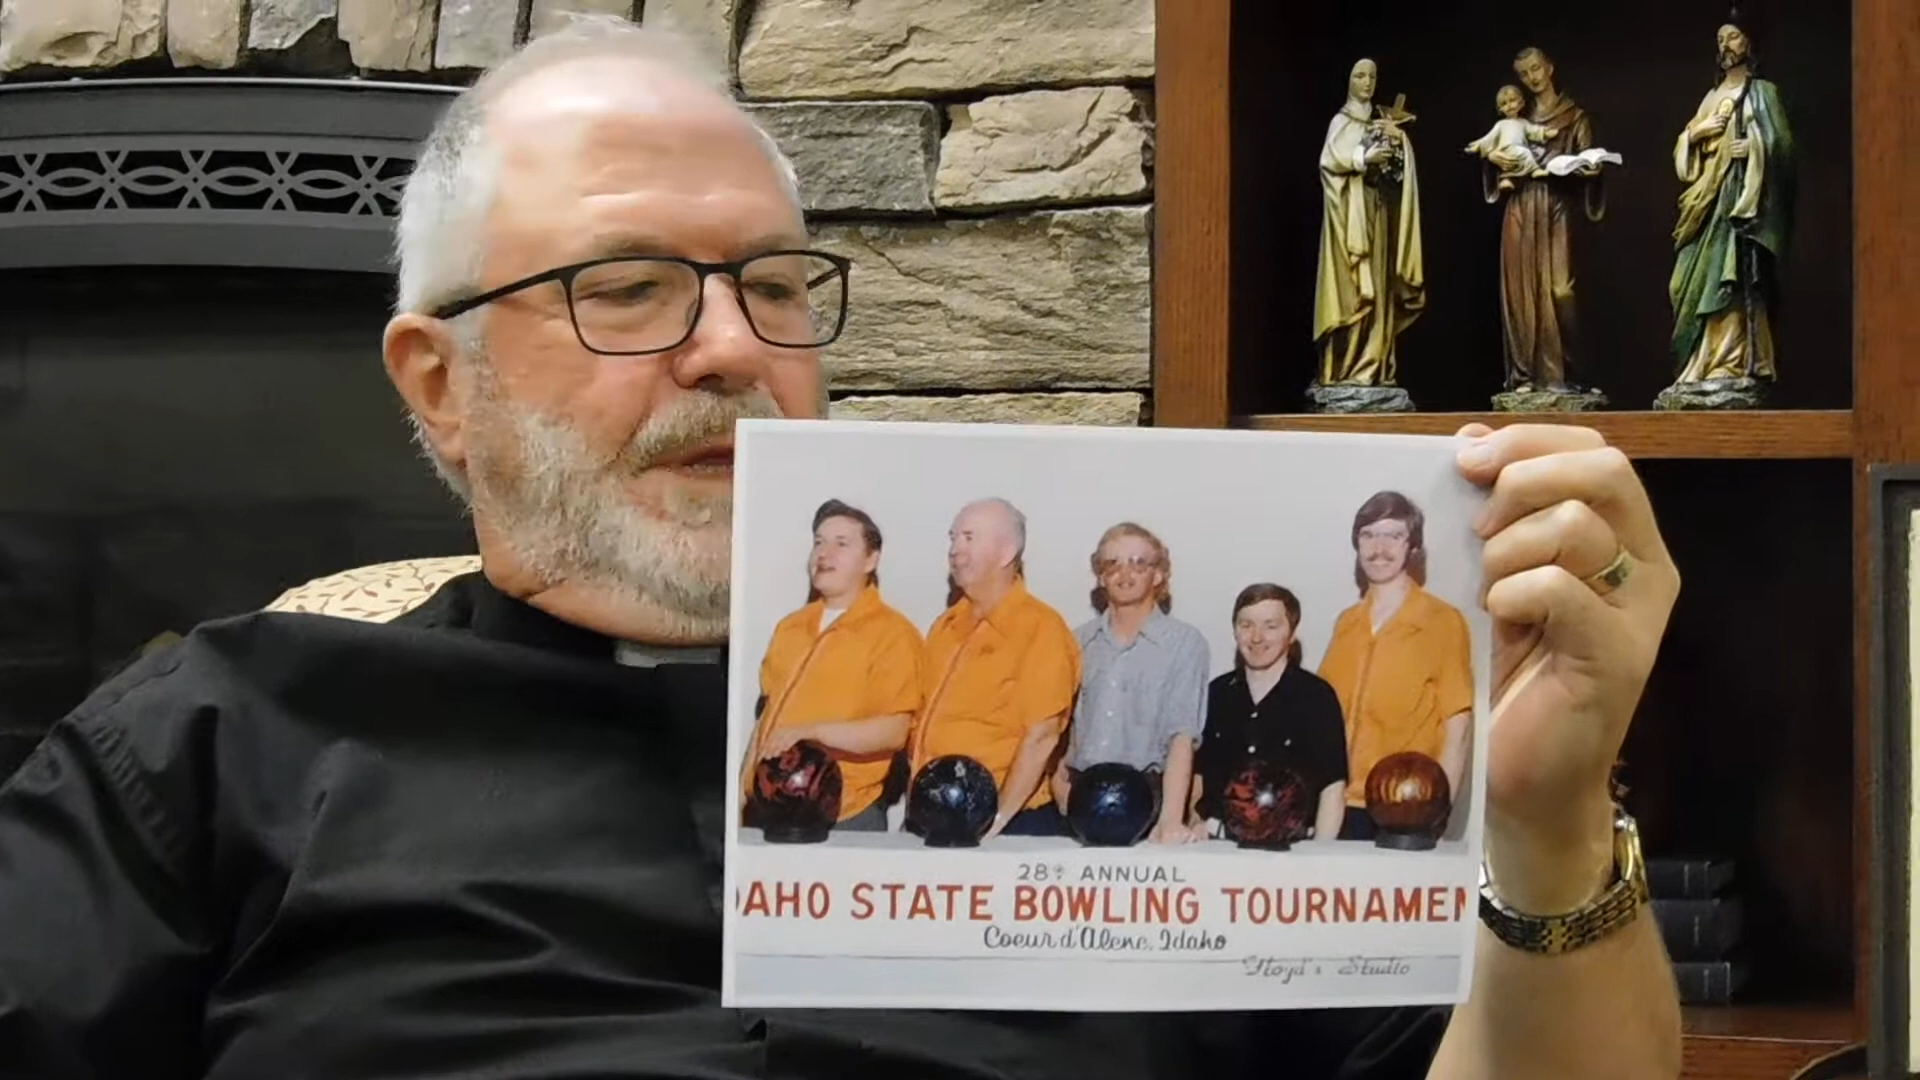 28th ANNUAL
DAHO STATE BOWLING TOURNAMEN
Coeur d'Alene, Idaho
Floyd's Studio